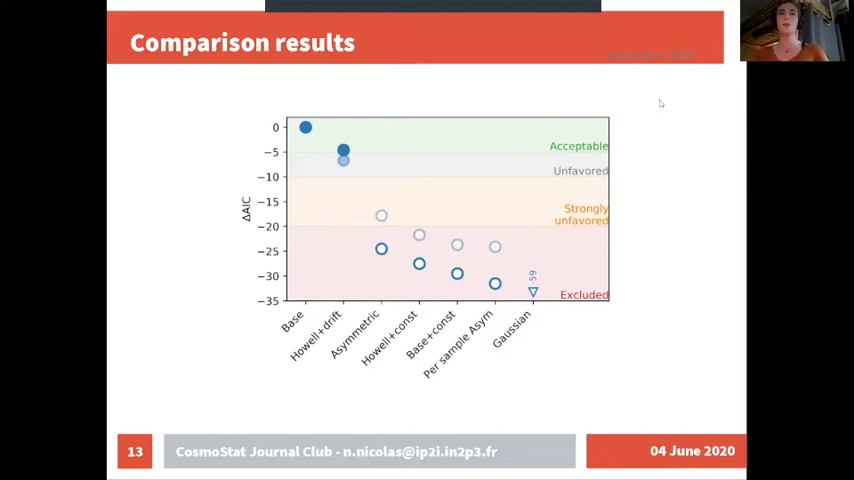 Comparison results
0
−5
−10
−15
−20
−25
−30
−35
ΔAIC
Acceptable
Unfavored
Strongly
unfavored
-59
Excluded
Base
Howell+drift
Asymmetric
Howell+const
Base+const
Per sample Asym
Gaussian
13
CosmoStat Journal Club - n.nicolas@ip2i.in2p3.fr
04 June 2020